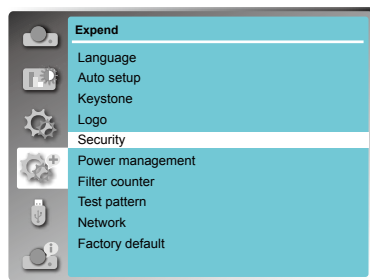 Expend
Language
Auto setup
Keystone
Logo
Security
Power management
Filter counter
Test pattern
Network
Factory default